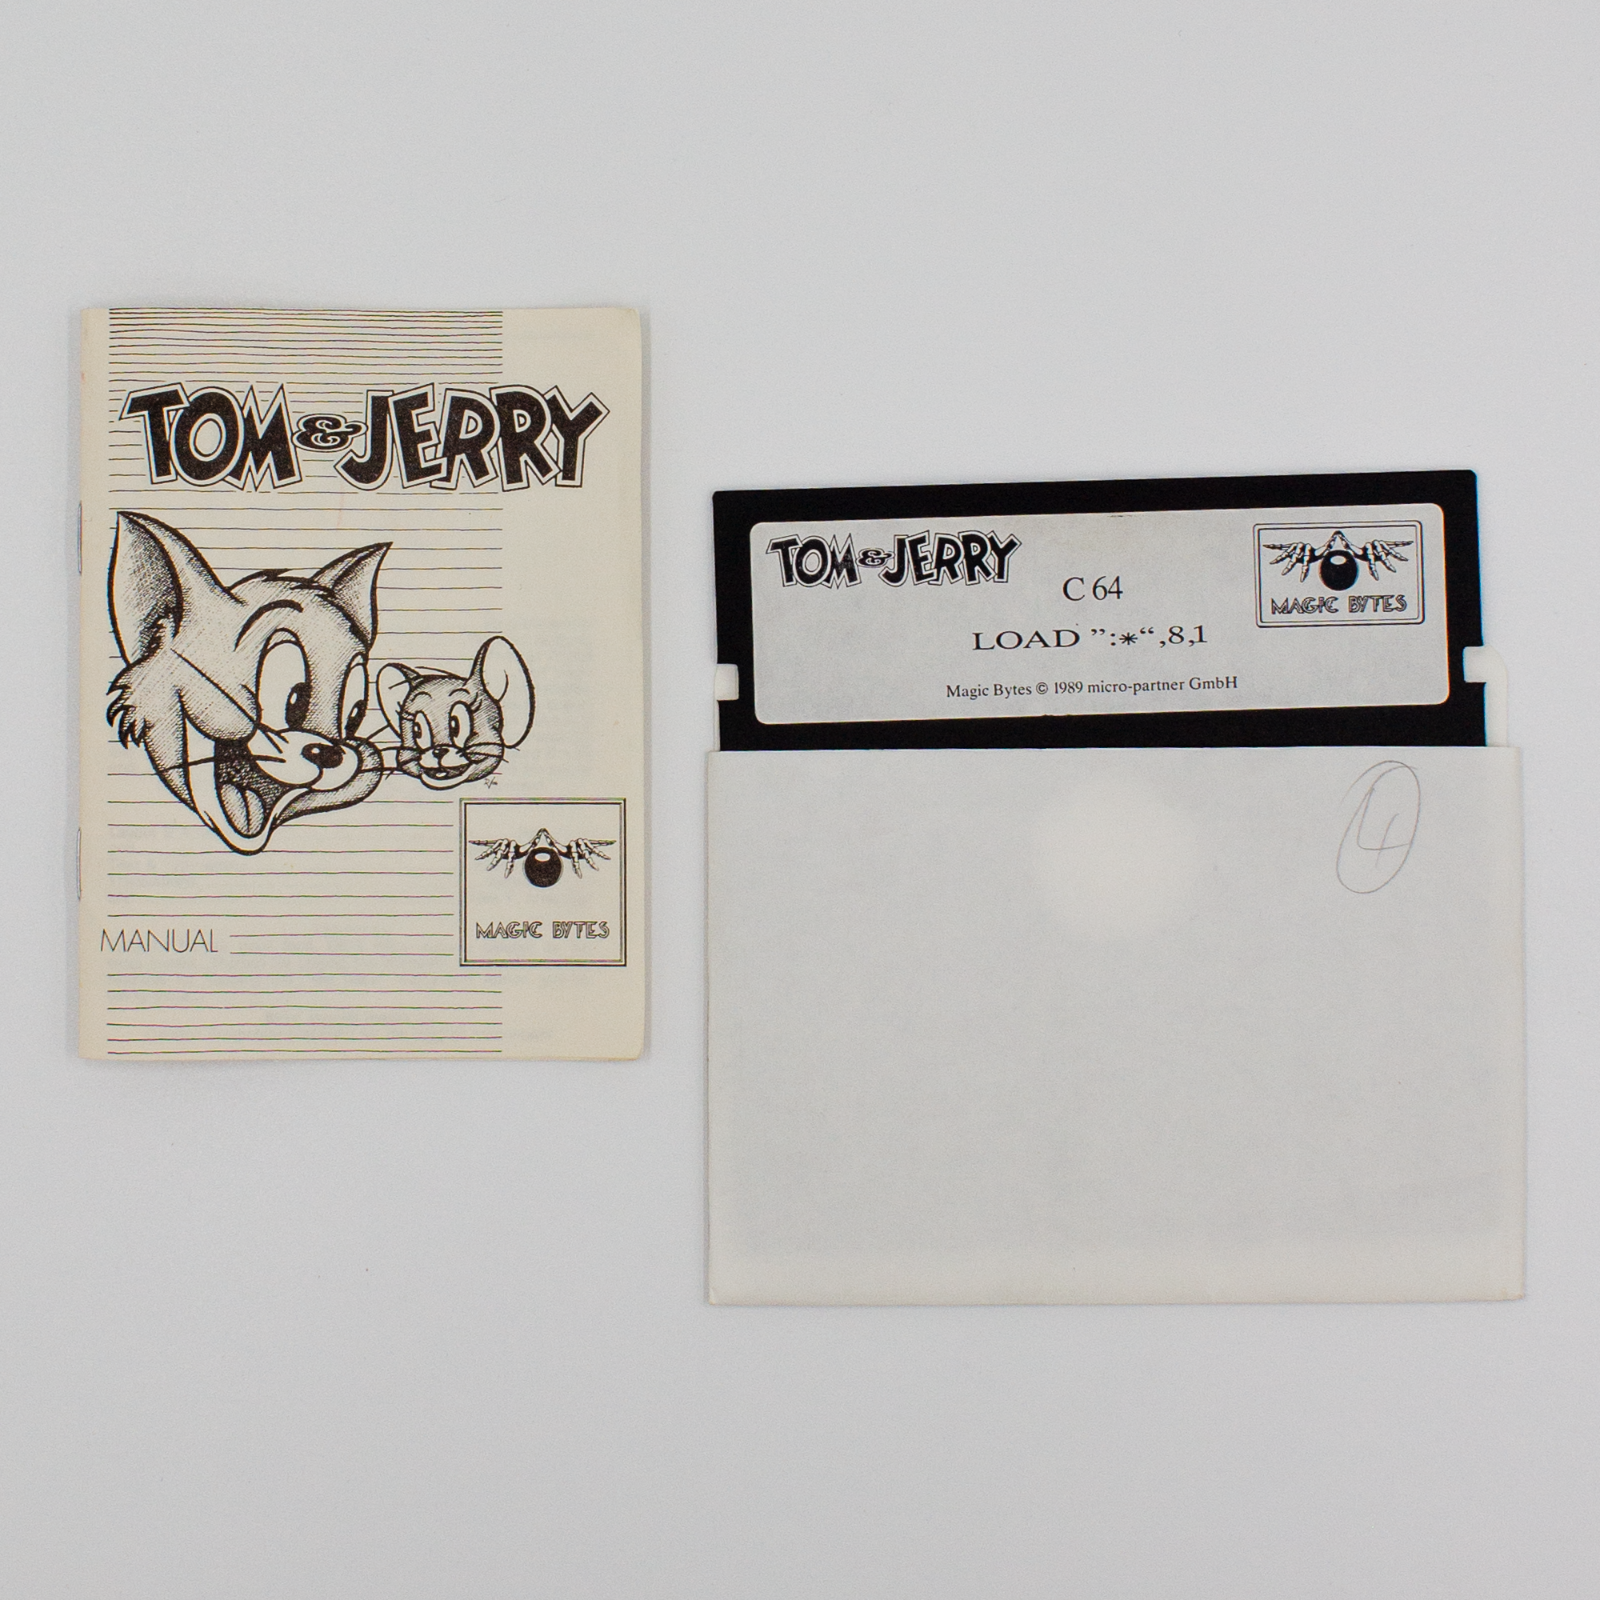 TOM & JERRY
MANUAL
MAGIC BYTES
TOM & JERRY
C 64
LOAD ”:*“,8,1
Magic Bytes © 1989 micro-partner GmbH
MAGIC BYTES
4